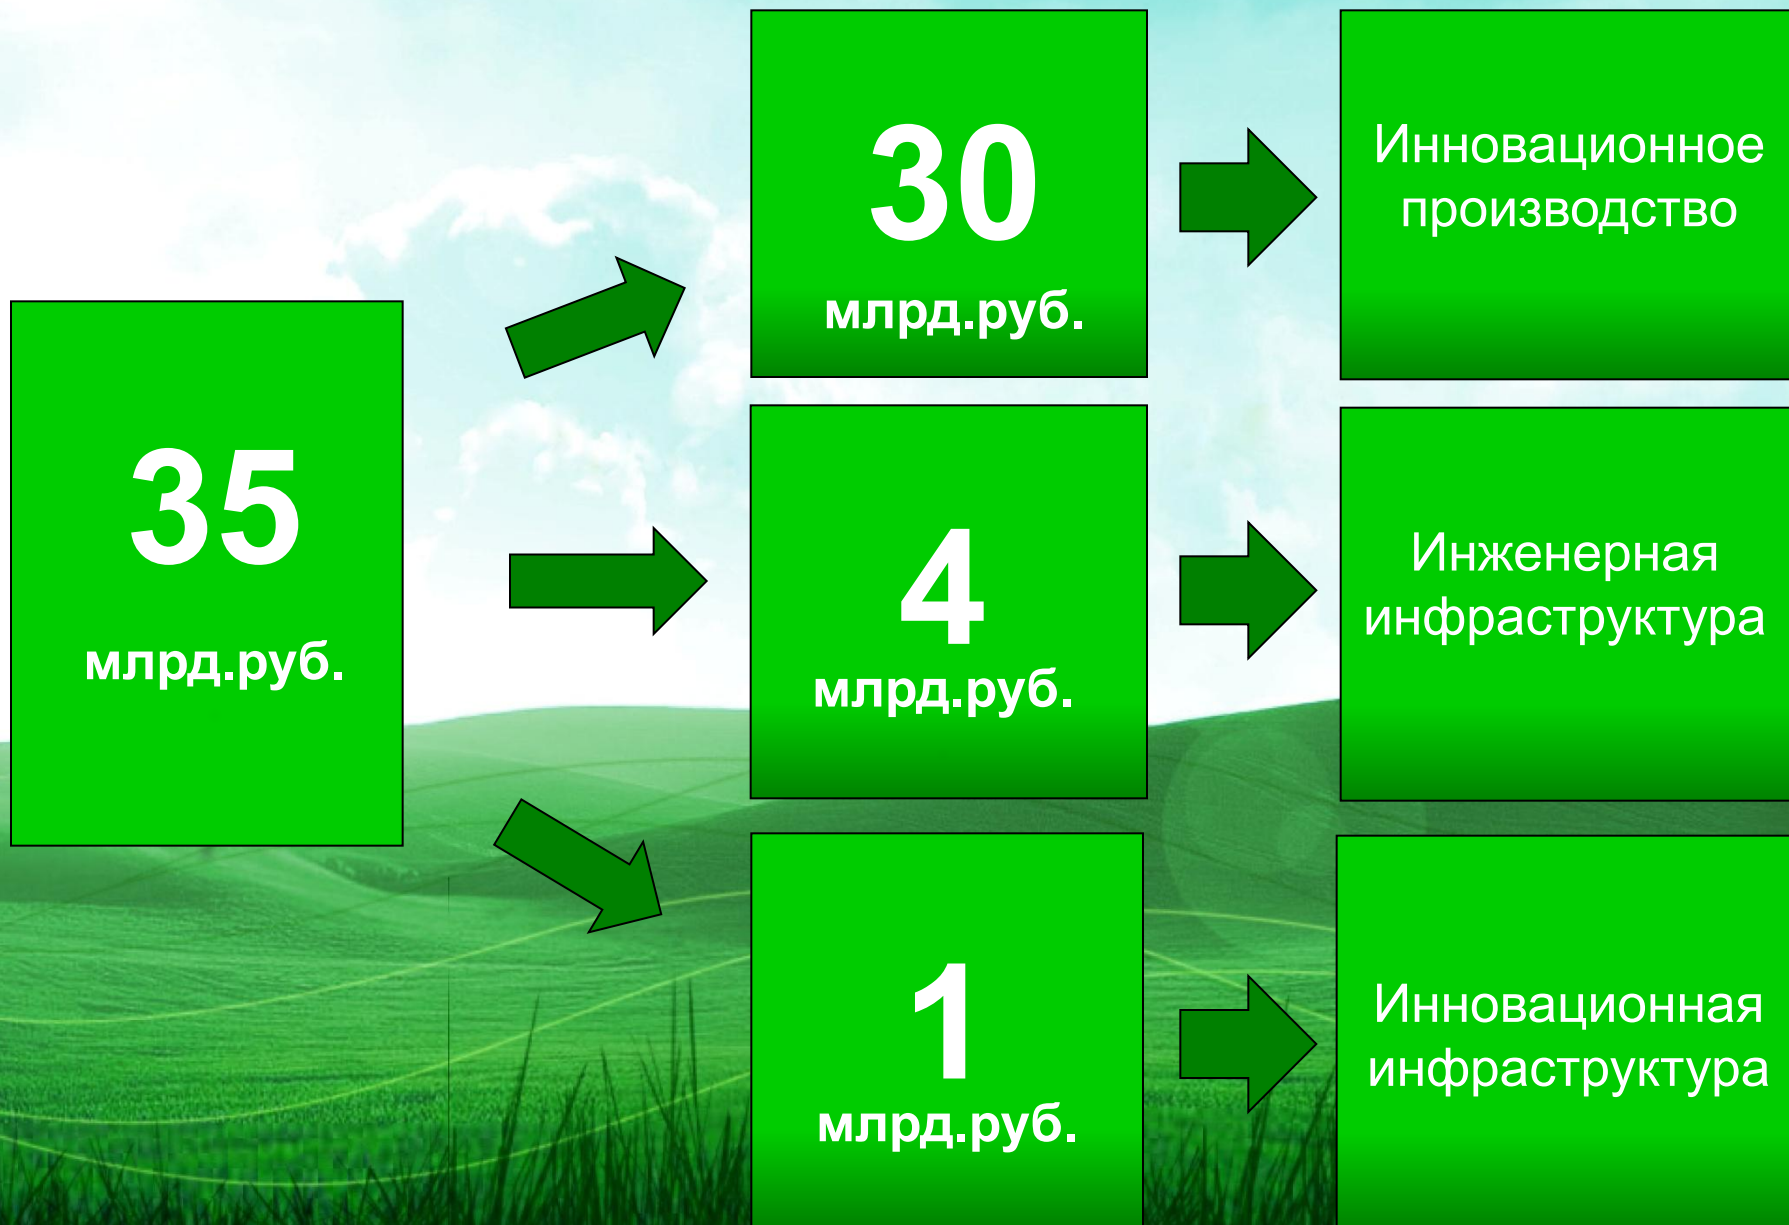 35
млрд.руб.
30
млрд.руб.
Инновационное
производство
4
млрд.руб.
Инженерная
инфраструктура
1
млрд.руб.
Инновационная
инфраструктура